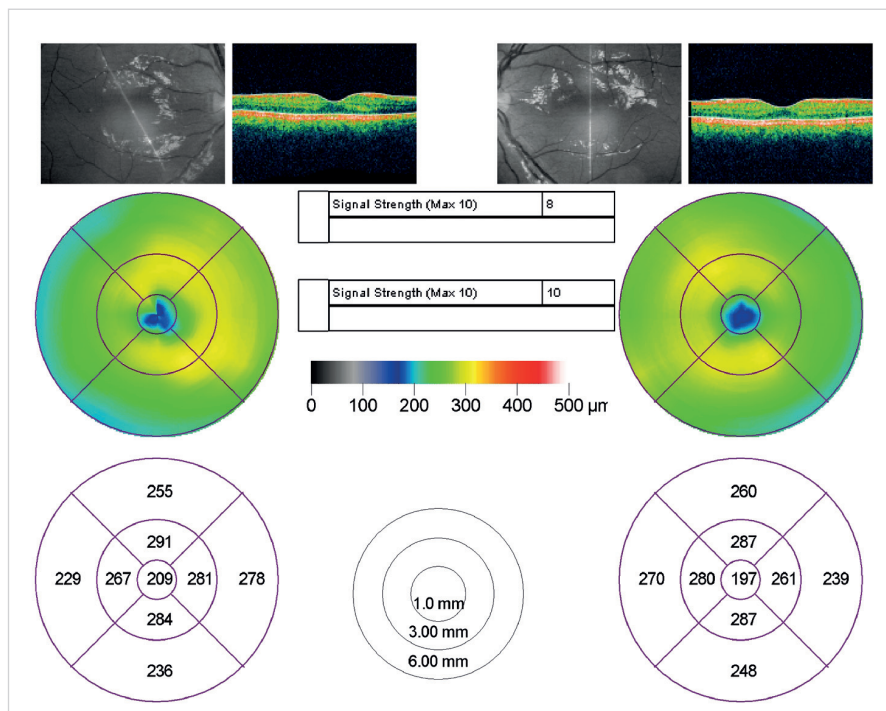 Signal Strength (Max 10) 8
Signal Strength (Max 10) 10
0 100 200 300 400 500 µm
255
291
229 267 209 281 278
284
236
1.0 mm
3.00 mm
6.00 mm
260
287
270 280 197 261 239
287
248